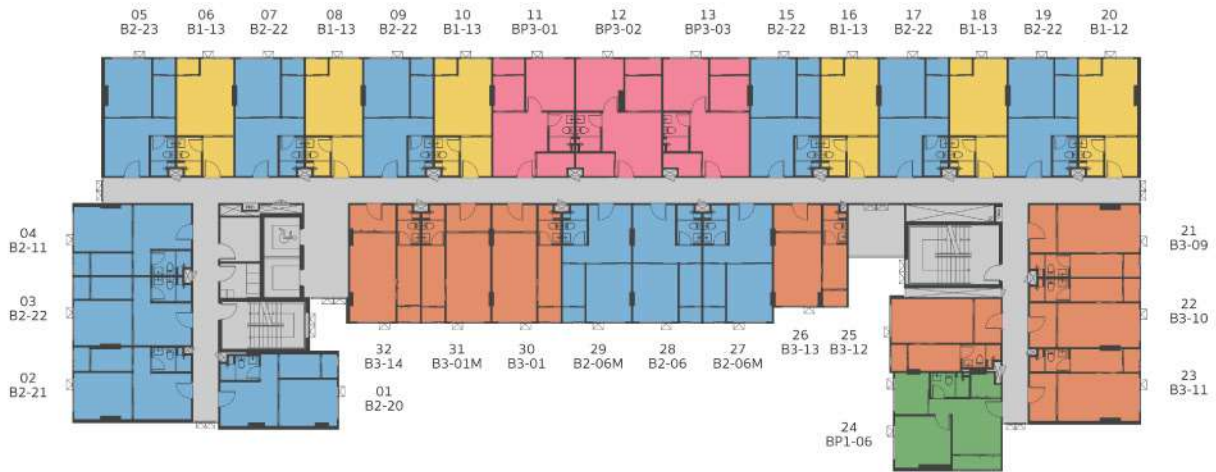 05
B2-23
06
B1-13
07
B2-22
08
B1-13
09
B2-22
10
B1-13
11
BP3-01
12
BP3-02
13
BP3-03
15
B2-22
16
B1-13
17
B2-22
18
B1-13
19
B2-22
20
B1-12
04
B2-11
03
B2-22
02
B2-21
01
B2-20
32
B3-14
31
B3-01M
30
B3-01
29
B2-06M
28
B2-06
27
B2-06M
26
B3-13
25
B3-12
24
BP1-06
21
B3-09
22
B3-10
23
B3-11